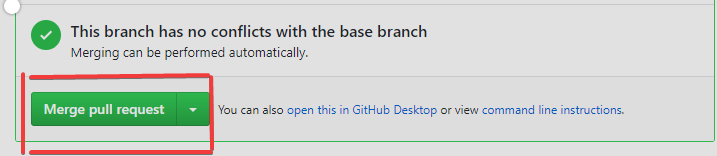 This branch has no conflicts with the base branch
Merging can be performed automatically.
Merge pull request
You can also open this in GitHub Desktop or view command line instructions.